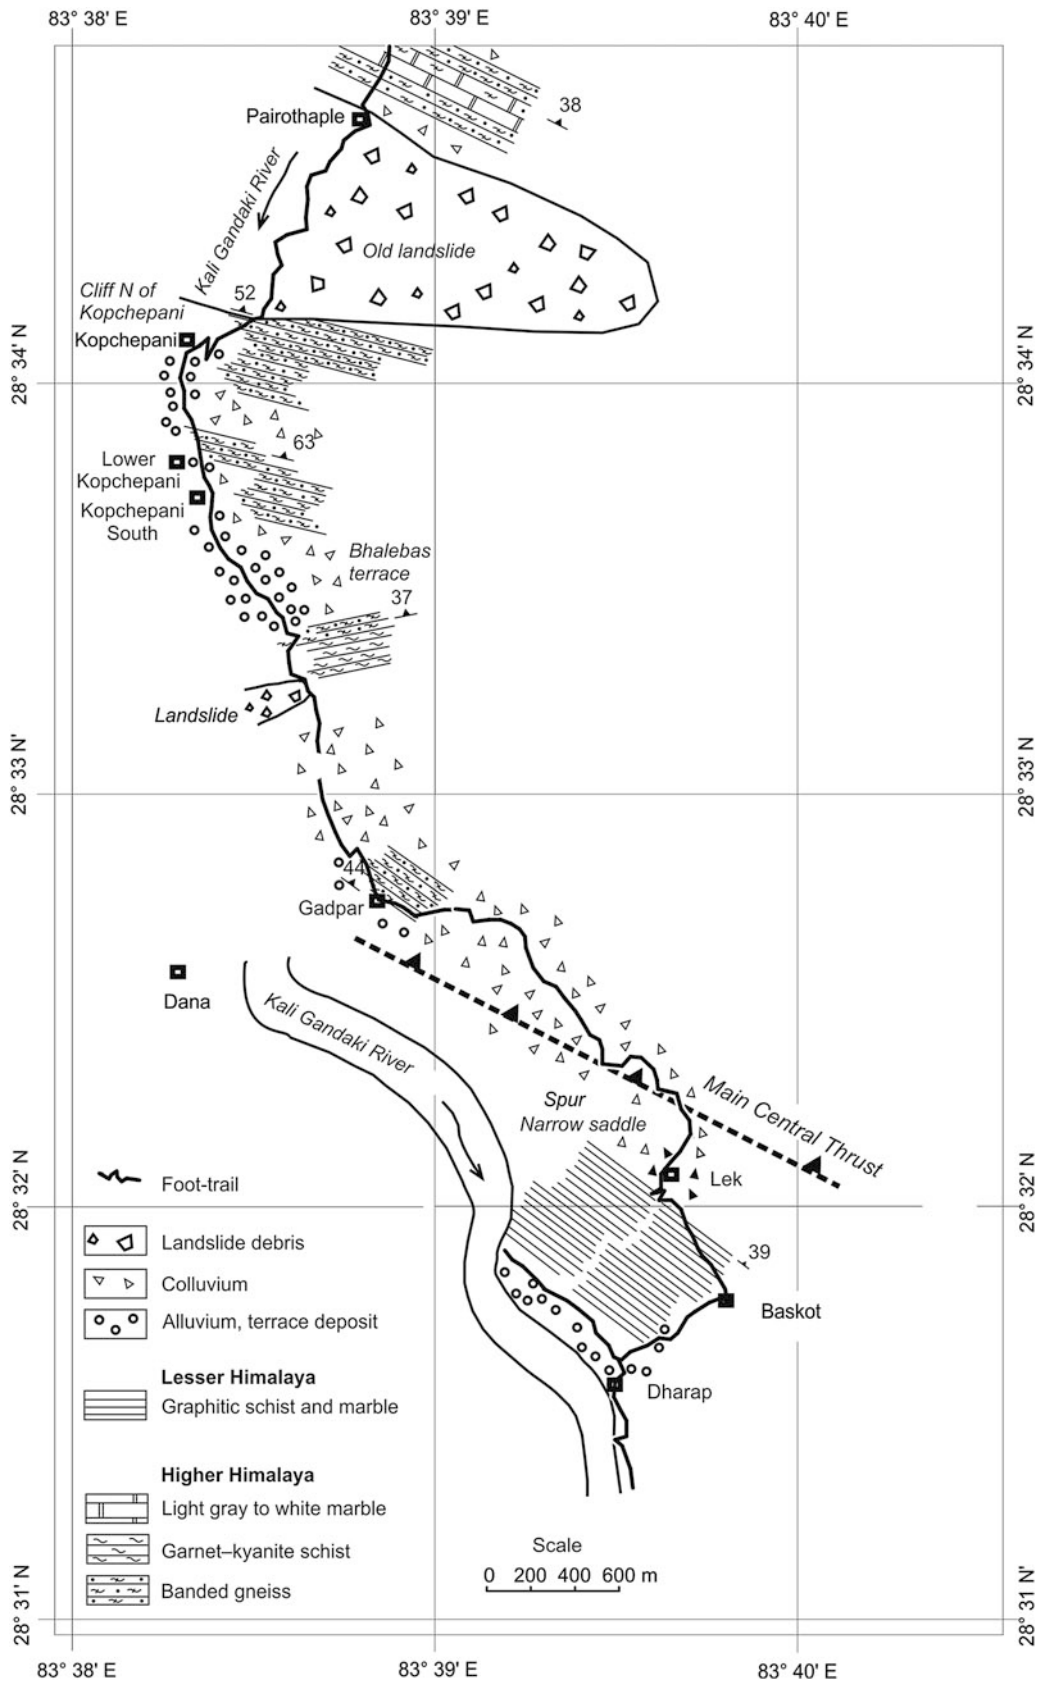 83° 38' E
83° 39' E
83° 40' E
38
Pairothaple
Kali Gandaki River
Old landslide
Cliff N of
Kopchepani
52
Kopchepani
28° 34' N
28° 34' N
63
Lower
Kopchepani
Kopchepani
South
Bhalebas
terrace
37
Landslide
28° 33 N'
28° 33' N
44
Gadpar
Dana
Kali Gandaki River
Spur
Narrow saddle
Main Central Thrust
Lek
28° 32' N
28° 32' N
39
Baskot
Dharap
Foot-trail
Landslide debris
Colluvium
Alluvium, terrace deposit
Lesser Himalaya
Graphitic schist and marble
Higher Himalaya
Light gray to white marble
Garnet–kyanite schist
Banded gneiss
Scale
0 200 400 600 m
28° 31' N
28° 31 N'
83° 38' E
83° 39' E
83° 40' E